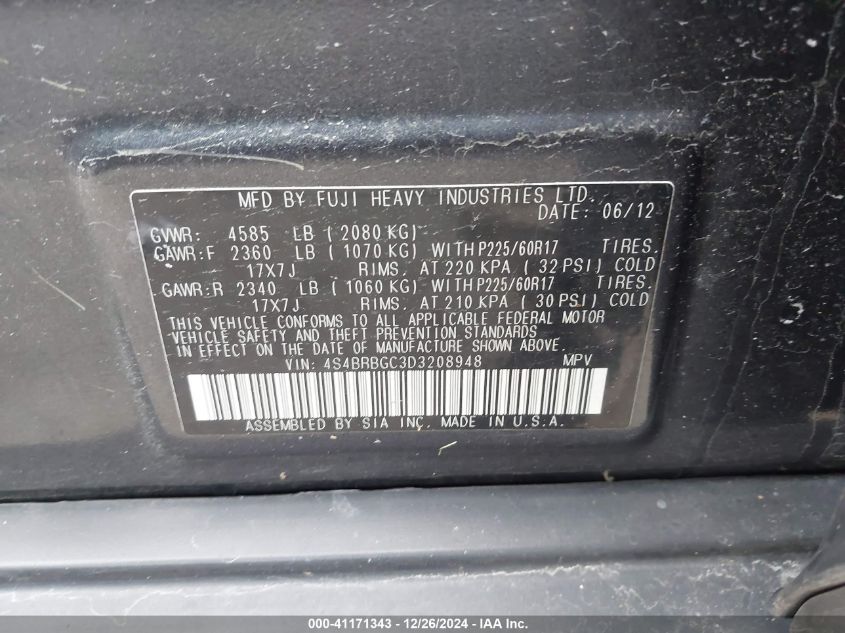 MFD BY FUJI HEAVY INDUSTRIES LTD.
DATE: 06/12
GVWR: 4585 LB ( 2080 KG)
GAWR:F 2360 LB ( 1070 KG) WITH P225/60R17 TIRES.
17X7J RIMS, AT 220 KPA ( 32 PSI) COLD
GAWR:R 2340 LB ( 1060 KG) WITH P225/60R17 TIRES.
17X7J RIMS, AT 210 KPA ( 30 PSI) COLD
THIS VEHICLE CONFORMS TO ALL APPLICABLE FEDERAL MOTOR
VEHICLE SAFETY AND THEFT PREVENTION STANDARDS
IN EFFECT ON THE DATE OF MANUFACTURE SHOWN ABOVE.
VIN: 4S4BRBGC3D3208948 MPV
ASSEMBLED BY SIA INC. MADE IN U.S.A.
000-41171343 - 12/26/2024 - IAA Inc.